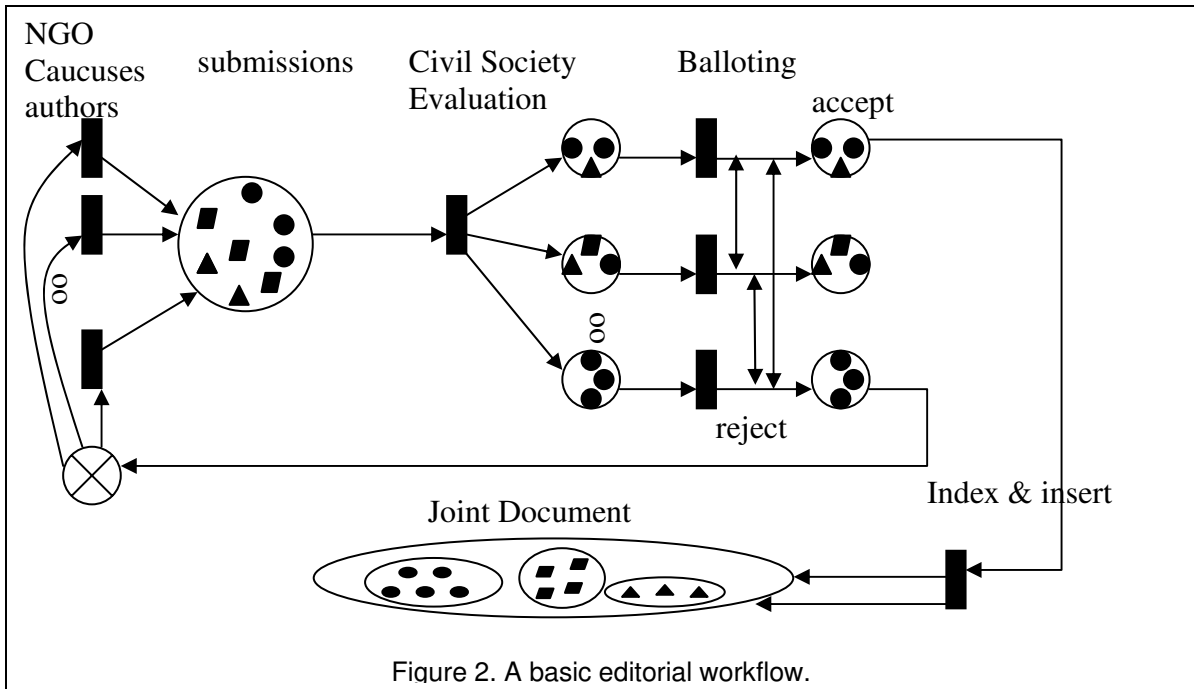 NGO
Caucuses
authors
submissions
Civil Society
Evaluation
Balloting
accept
oo
oo
reject
Index & insert
Joint Document
Figure 2. A basic editorial workflow.